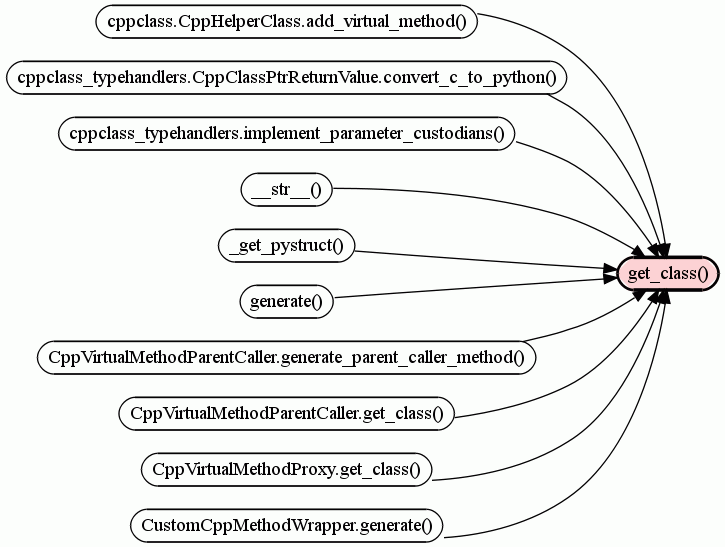 cppclass.CppHelperClass.add_virtual_method()
cppclass_typehandlers.CppClassPtrReturnValue.convert_c_to_python()
cppclass_typehandlers.implement_parameter_custodians()
__str__()
_get_pystruct()
get_class()
generate()
CppVirtualMethodParentCaller.generate_parent_caller_method()
CppVirtualMethodParentCaller.get_class()
CppVirtualMethodProxy.get_class()
CustomCppMethodWrapper.generate()